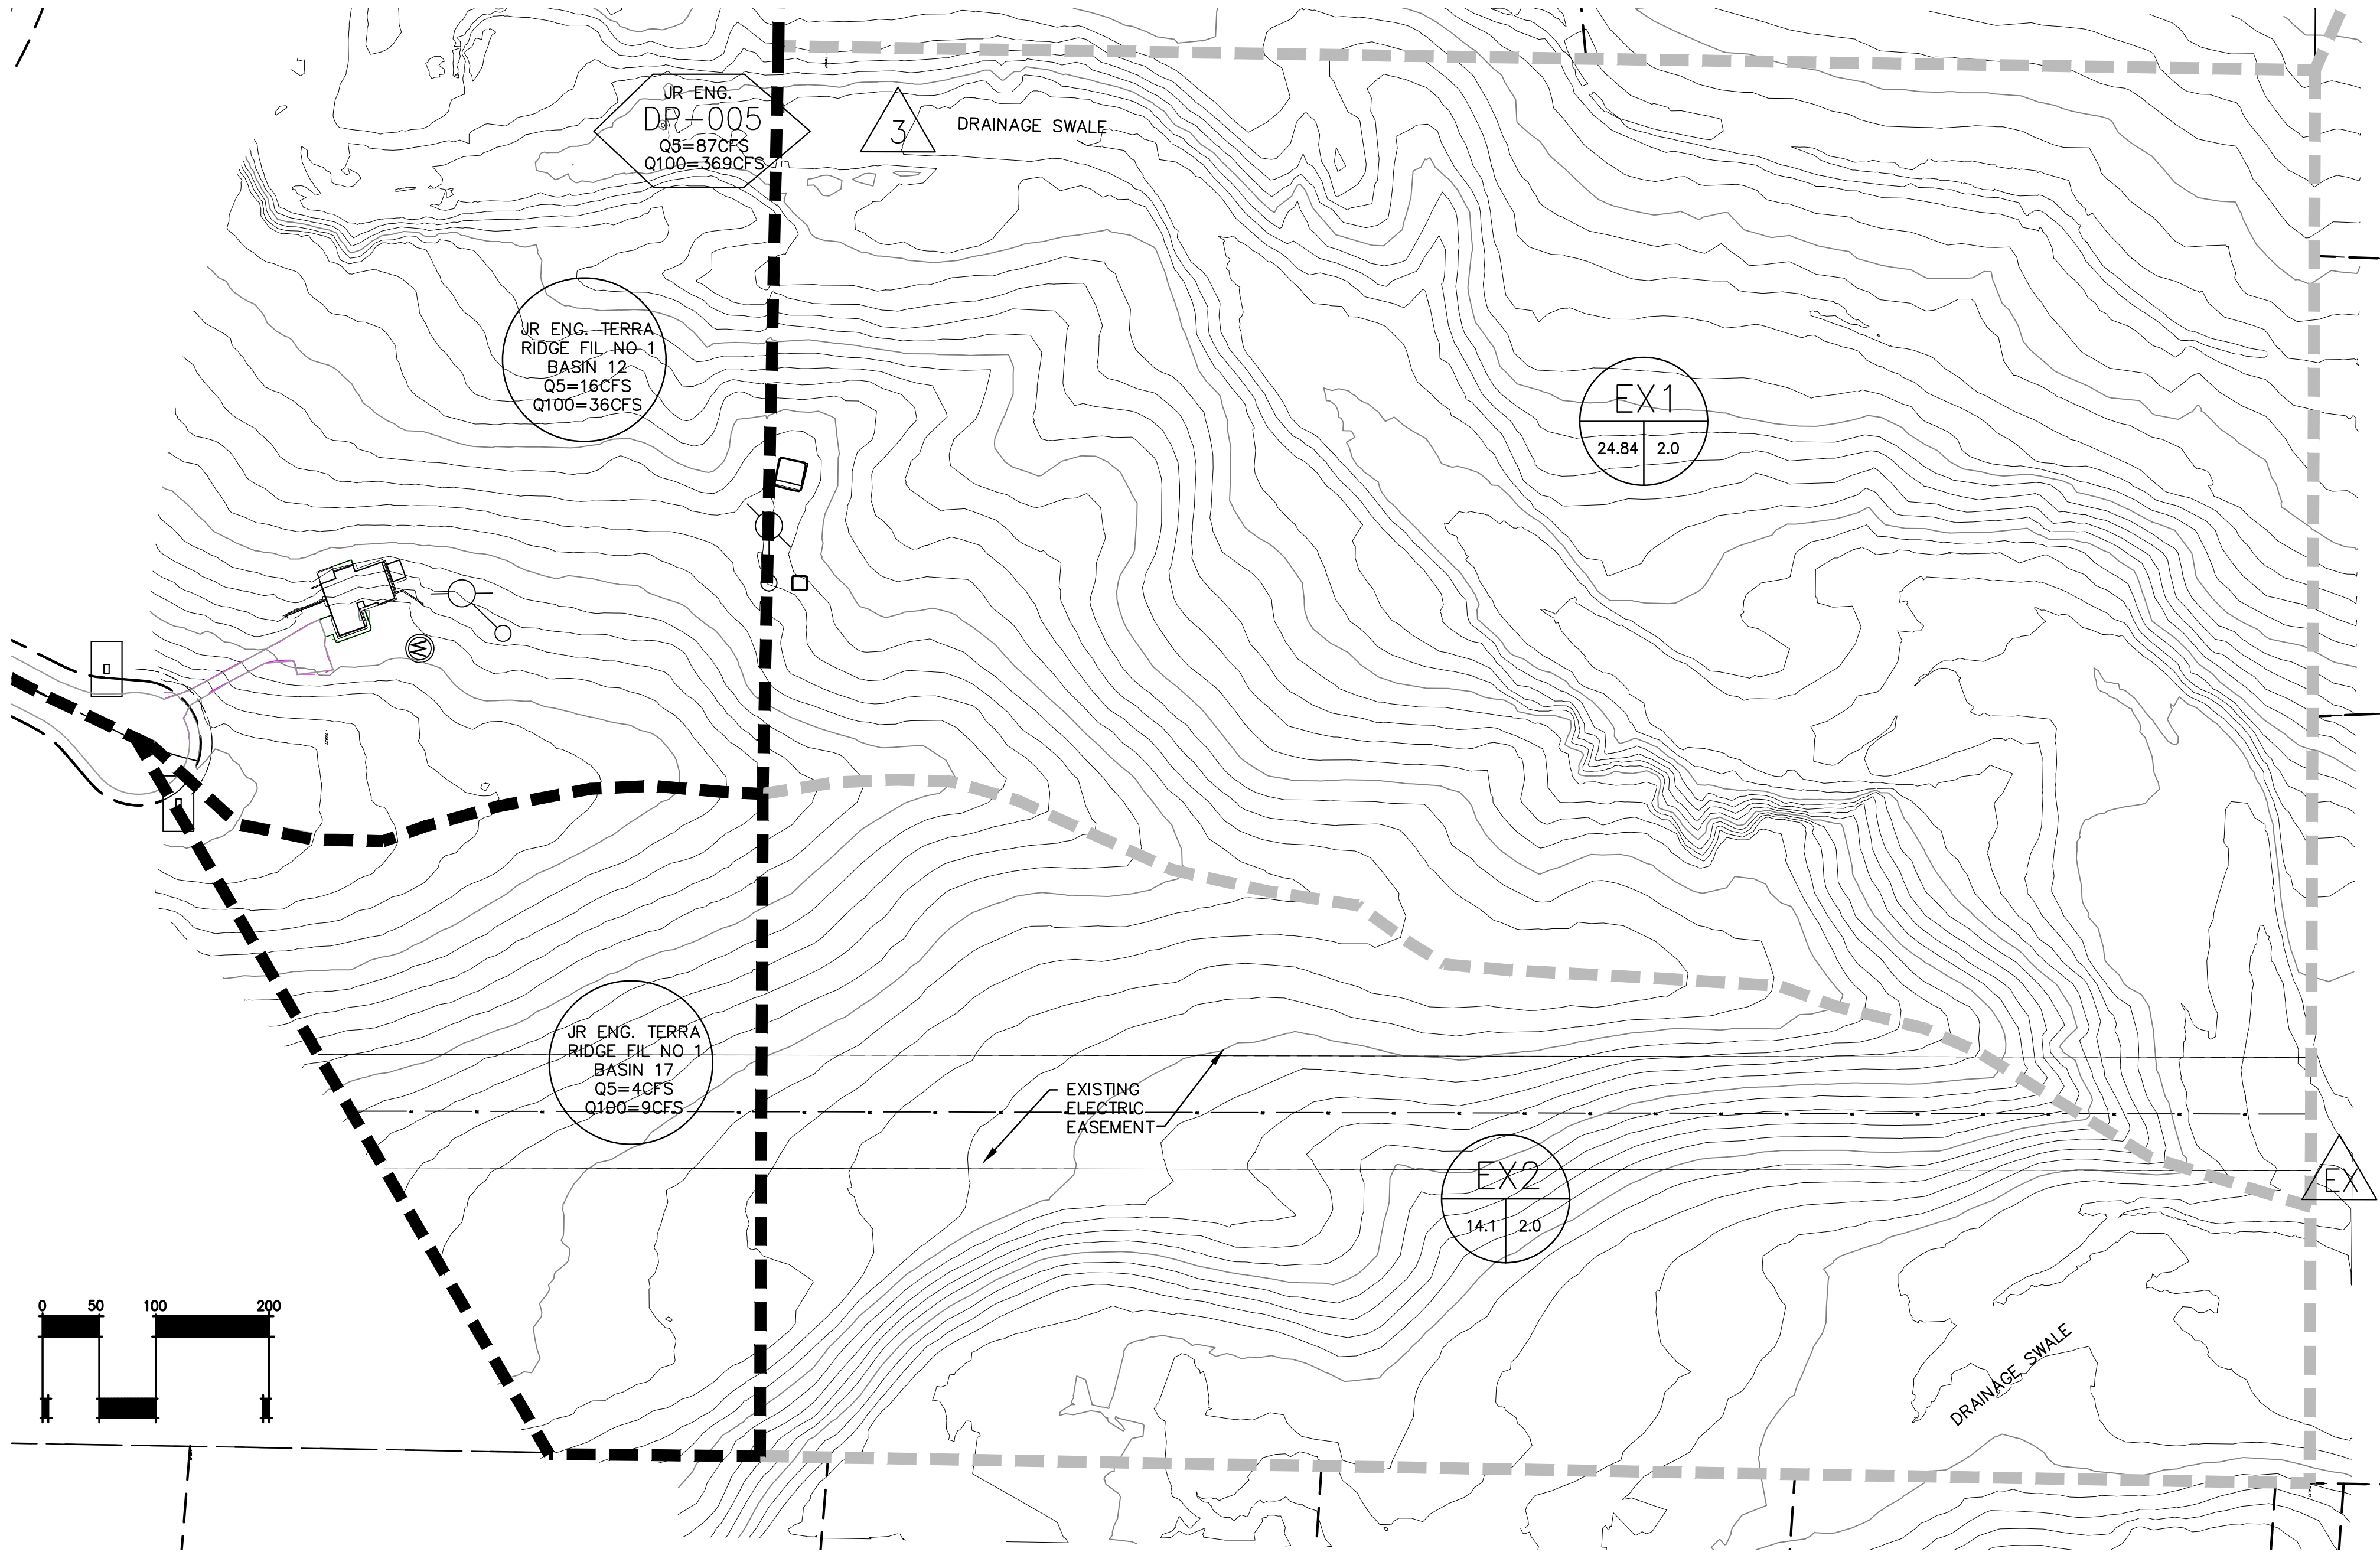 JR ENG.
DP-005
Q5=87CFS
Q100=369CFS
3
DRAINAGE SWALE
JR ENG. TERRA
RIDGE FIL NO 1
BASIN 12
Q5=16CFS
Q100=36CFS
EX1
24.84 2.0
W
JR ENG. TERRA
RIDGE FIL NO 1
BASIN 17
Q5=4CFS
Q100=9CFS
EXISTING
ELECTRIC
EASEMENT
EX2
14.1 2.0
EX
DRAINAGE SWALE
0 50 100 200